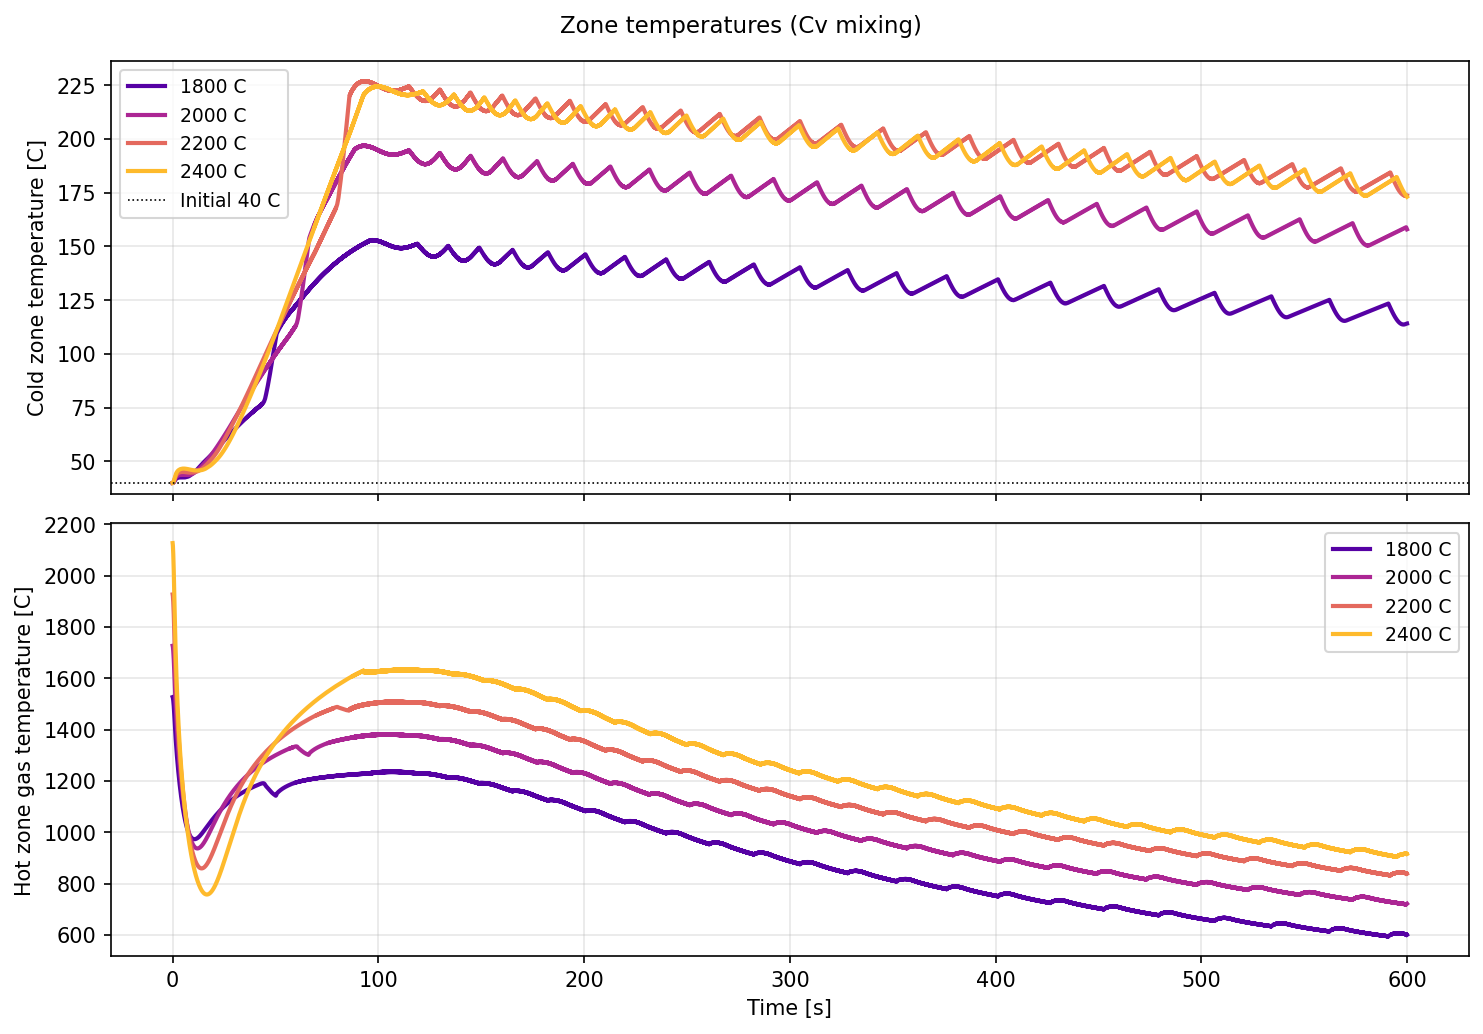 Zone temperatures (Cv mixing)
Cold zone temperature [C]
225
200
175
150
125
100
75
50
1800 C
2000 C
2200 C
2400 C
Initial 40 C
Hot zone gas temperature [C]
2200
2000
1800
1600
1400
1200
1000
800
600
1800 C
2000 C
2200 C
2400 C
0
100
200
300
400
500
600
Time [s]